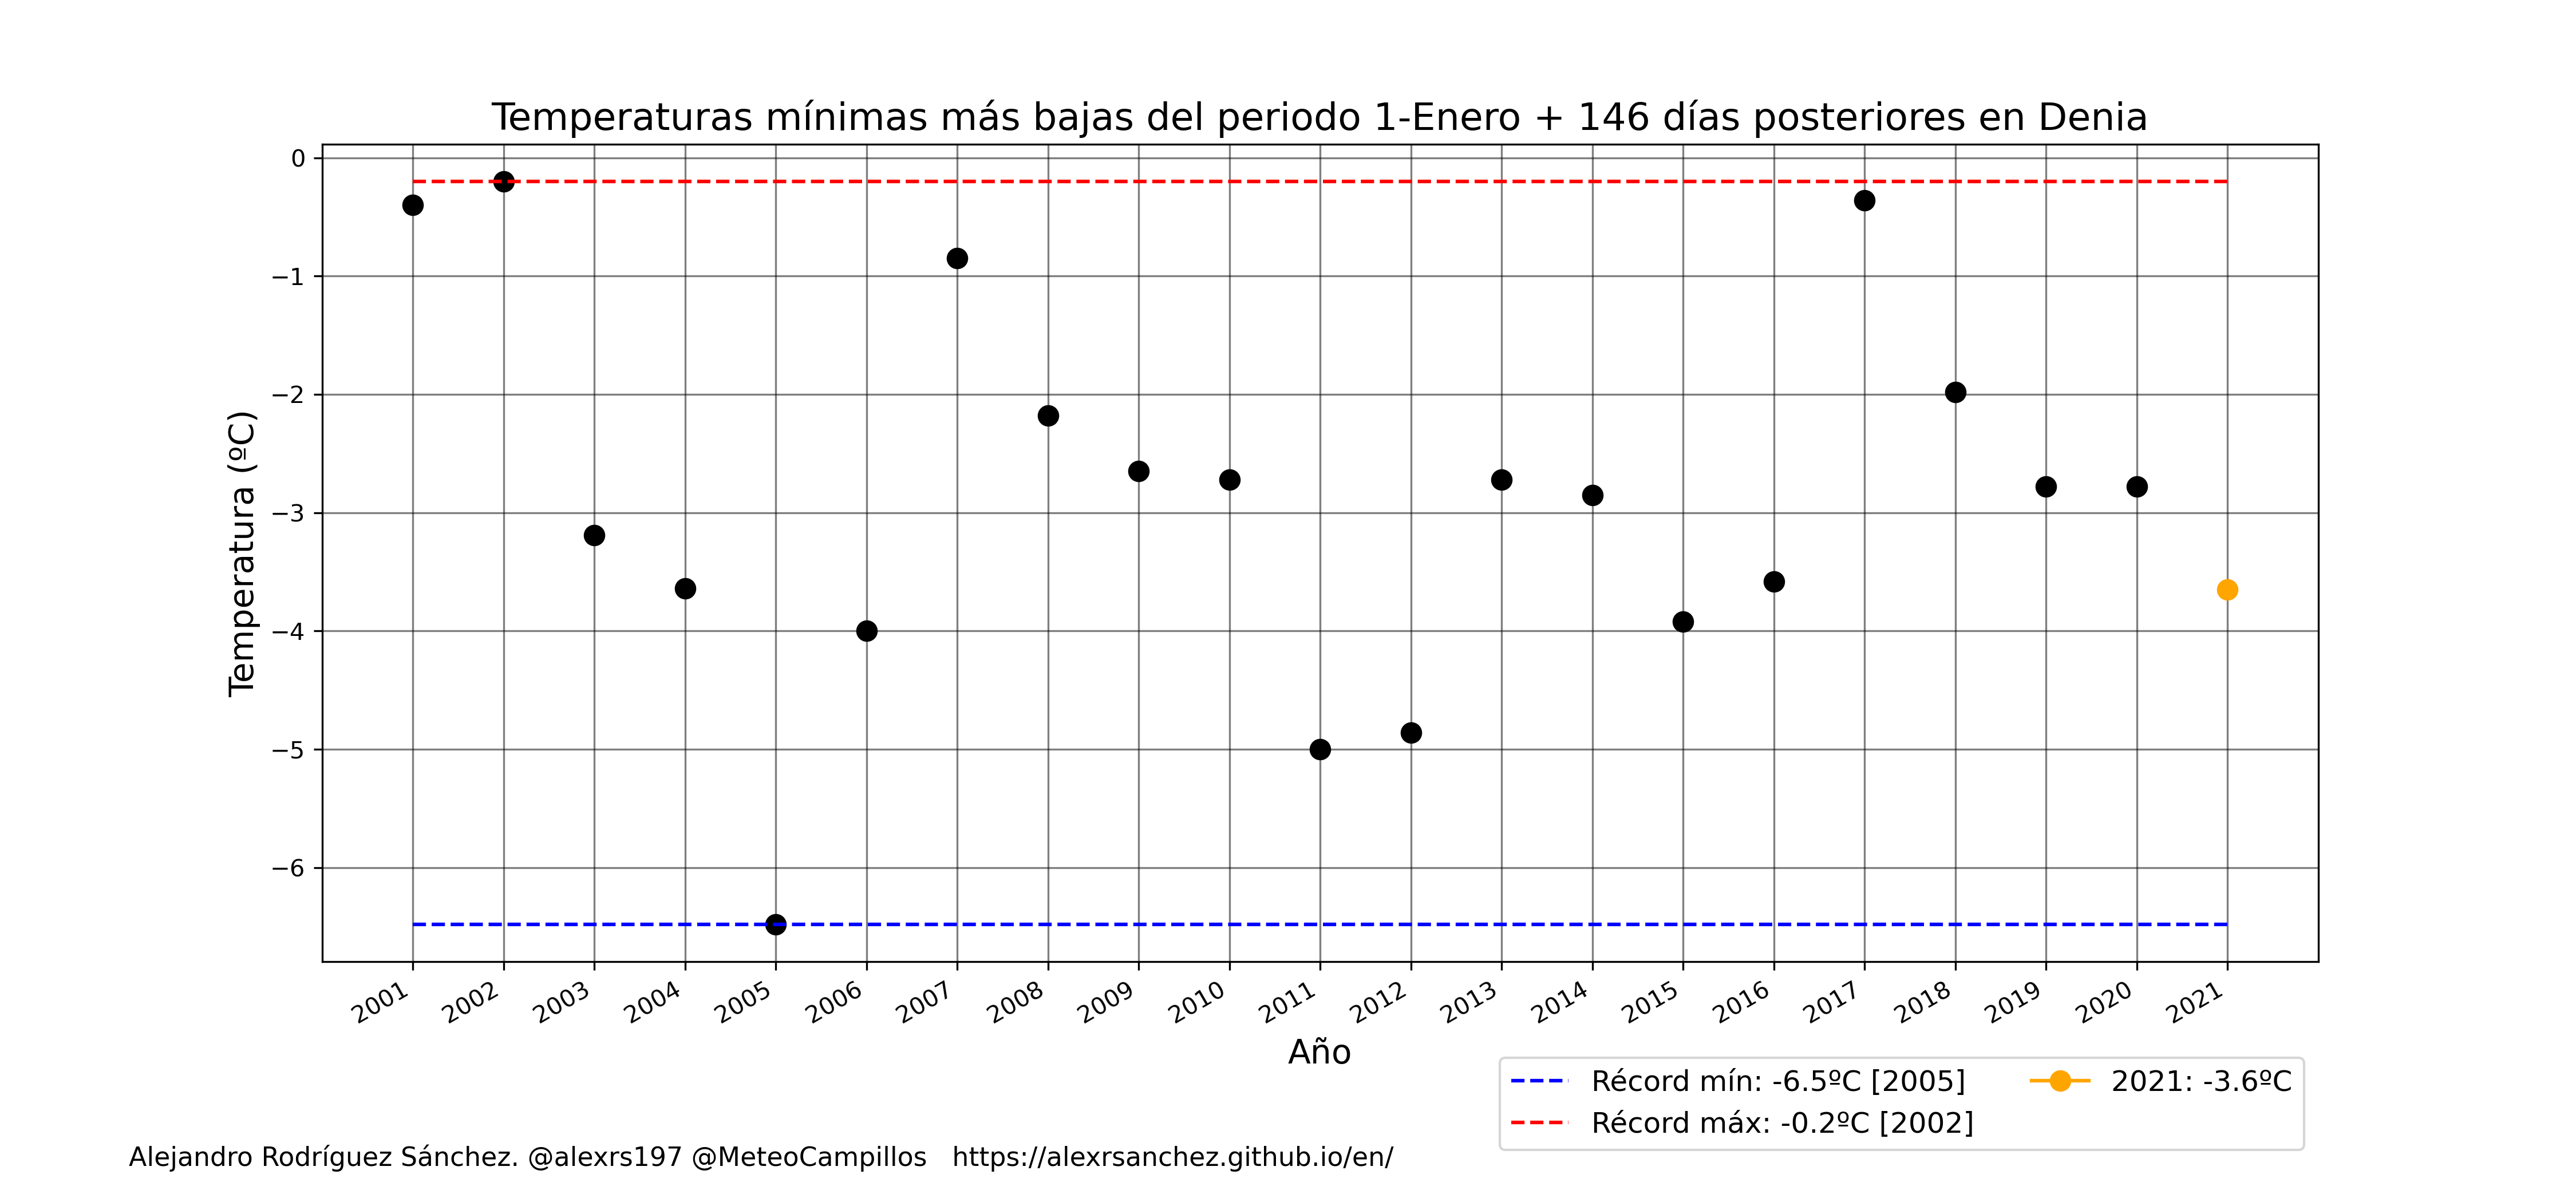 Temperaturas mínimas más bajas del periodo 1-Enero + 146 días posteriores en Denia
Temperatura (ºC)
0
−1
−2
−3
−4
−5
−6
2001 2002 2003 2004 2005 2006 2007 2008 2009 2010 2011 2012 2013 2014 2015 2016 2017 2018 2019 2020 2021
Año
Récord mín: -6.5ºC [2005]
Récord máx: -0.2ºC [2002]
2021: -3.6ºC
Alejandro Rodríguez Sánchez. @alexrs197 @MeteoCampillos https://alexrsanchez.github.io/en/